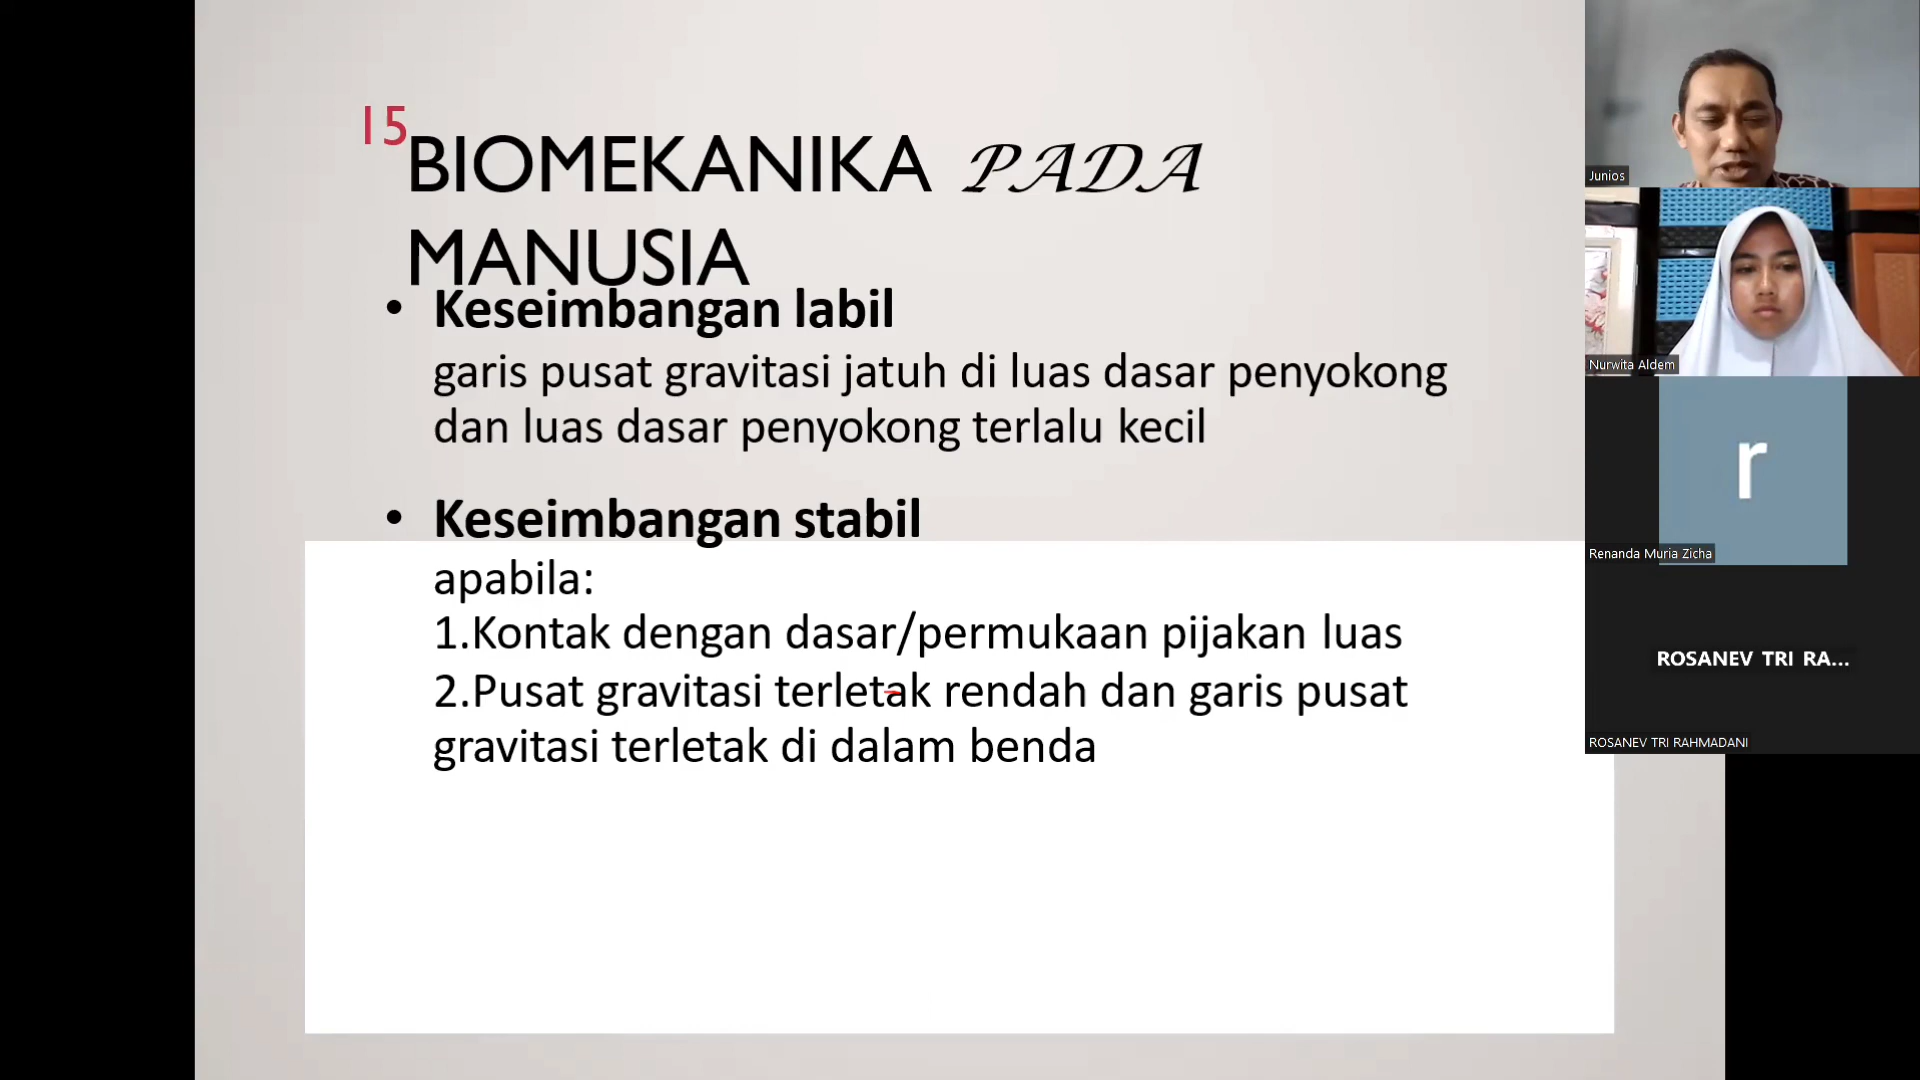 15
BIOMEKANIKA PADA
MANUSIA
• Keseimbangan labil
garis pusat gravitasi jatuh di luas dasar penyokong
dan luas dasar penyokong terlalu kecil
• Keseimbangan stabil
apabila:
1.Kontak dengan dasar/permukaan pijakan luas
2.Pusat gravitasi terletak rendah dan garis pusat
gravitasi terletak di dalam benda
Junios
Nurwita Aldem
r
Renanda Muria Zicha
ROSANEV TRI RA...
ROSANEV TRI RAHMADANI